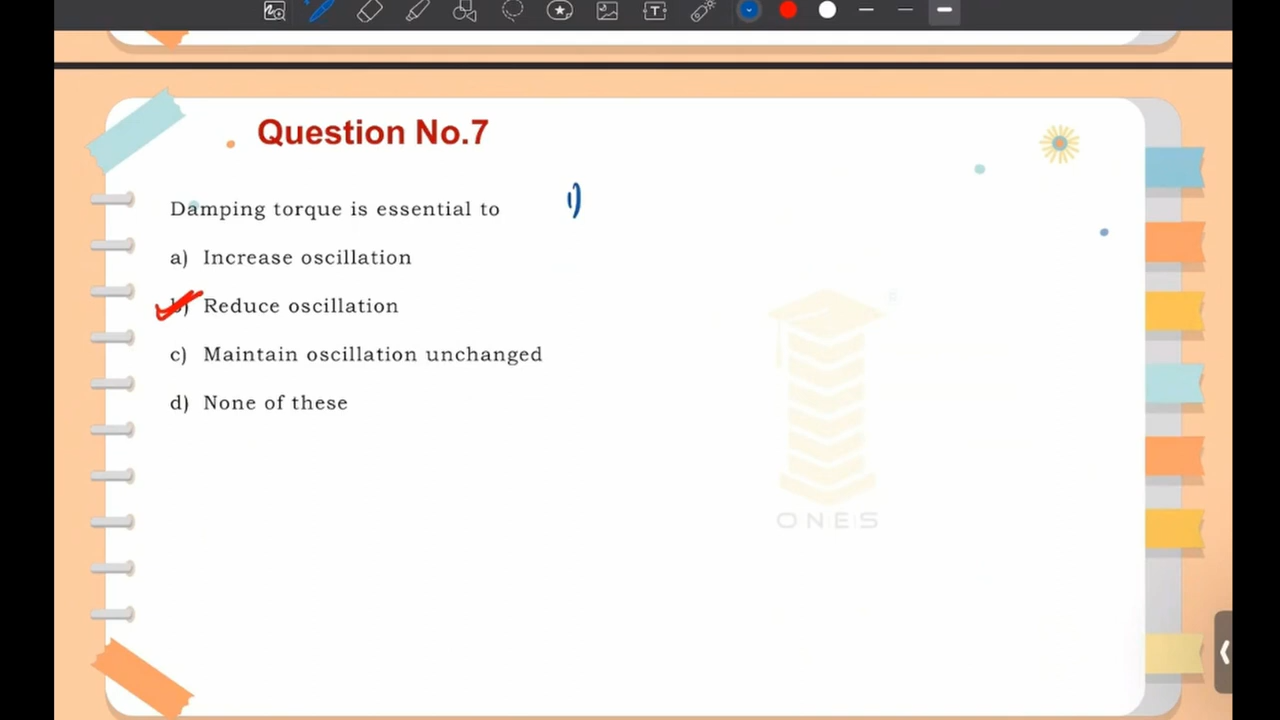 Question No.7
Damping torque is essential to
1)
a) Increase oscillation
b) Reduce oscillation
c) Maintain oscillation unchanged
d) None of these
ONES